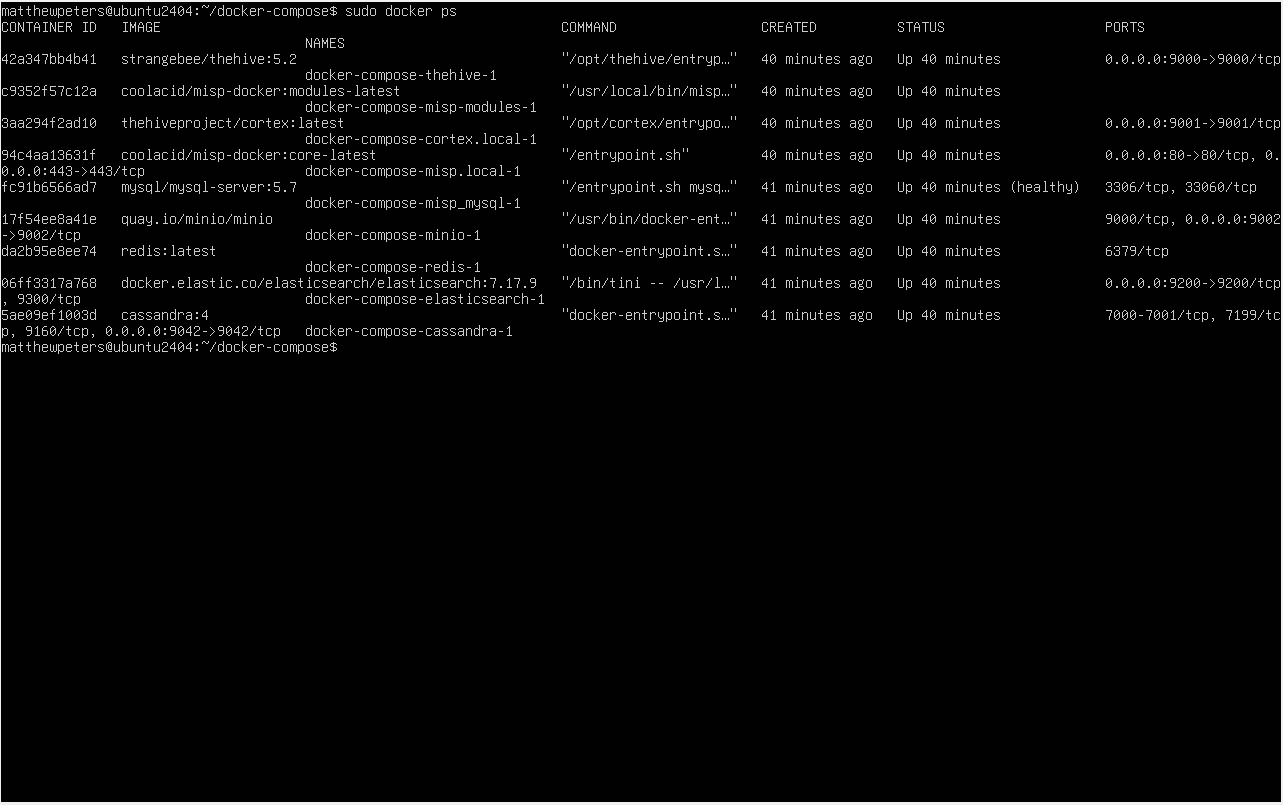 matthewpeters@ubuntu2404:~/docker-compose$ sudo docker ps
CONTAINER ID   IMAGE                                                  COMMAND                  CREATED          STATUS                    PORTS
                                      NAMES
42a347bb4b41   strangebee/thehive:5.2                                 "/opt/thehive/entryp…"   40 minutes ago   Up 40 minutes             0.0.0.0:9000->9000/tcp
                                      docker-compose-thehive-1
c9352f57c12a   coolacid/misp-docker:modules-latest                    "/usr/local/bin/misp…"   40 minutes ago   Up 40 minutes
                                      docker-compose-misp-modules-1
3aa294f2ad10   thehiveproject/cortex:latest                           "/opt/cortex/entrypo…"   40 minutes ago   Up 40 minutes             0.0.0.0:9001->9001/tcp
                                      docker-compose-cortex.local-1
94c4aa13631f   coolacid/misp-docker:core-latest                       "/entrypoint.sh"         40 minutes ago   Up 40 minutes             0.0.0.0:80->80/tcp, 0.
0.0.0:443->443/tcp                    docker-compose-misp.local-1
fc91b6566ad7   mysql/mysql-server:5.7                                 "/entrypoint.sh mysq…"   41 minutes ago   Up 40 minutes (healthy)   3306/tcp, 33060/tcp
                                      docker-compose-misp_mysql-1
17f54ee8a41e   quay.io/minio/minio                                    "/usr/bin/docker-ent…"   41 minutes ago   Up 40 minutes             9000/tcp, 0.0.0.0:9002
->9002/tcp                            docker-compose-minio-1
da2b95e8ee74   redis:latest                                           "docker-entrypoint.s…"   41 minutes ago   Up 40 minutes             6379/tcp
                                      docker-compose-redis-1
06ff3317a768   docker.elastic.co/elasticsearch/elasticsearch:7.17.9   "/bin/tini -- /usr/l…"   41 minutes ago   Up 40 minutes             0.0.0.0:9200->9200/tcp
, 9300/tcp                            docker-compose-elasticsearch-1
5ae09ef1003d   cassandra:4                                            "docker-entrypoint.s…"   41 minutes ago   Up 40 minutes             7000-7001/tcp, 7199/tc
p, 9160/tcp, 0.0.0.0:9042->9042/tcp   docker-compose-cassandra-1
matthewpeters@ubuntu2404:~/docker-compose$